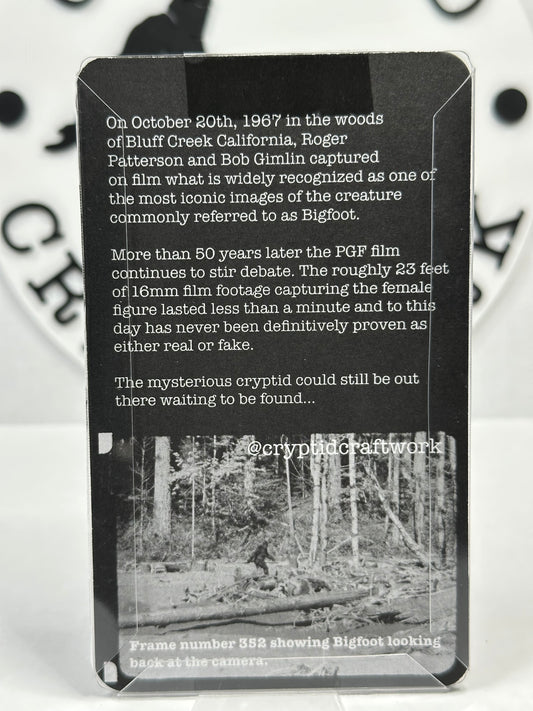 On October 20th, 1967 in the woods
of Bluff Creek California, Roger
Patterson and Bob Gimlin captured
on film what is widely recognized as one of
the most iconic images of the creature
commonly referred to as Bigfoot.
More than 50 years later the PGF film
continues to stir debate. The roughly 23 feet
of 16mm film footage capturing the female
figure lasted less than a minute and to this
day has never been definitively proven as
either real or fake.
The mysterious cryptid could still be out
there waiting to be found...
@cryptidcraftwork
Frame number 352 showing Bigfoot looking
back at the camera.